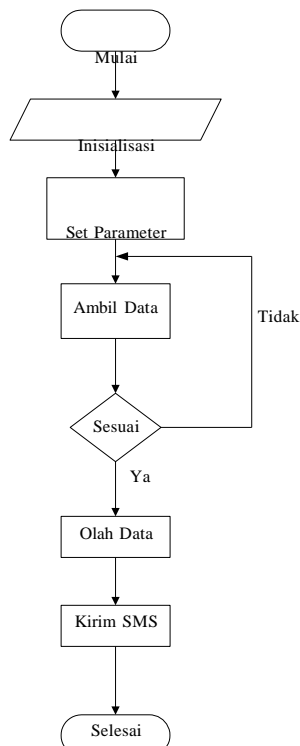 Mulai
Inisialisasi
Set Parameter
Ambil Data
Tidak
Sesuai
Ya
Olah Data
Kirim SMS
Selesai